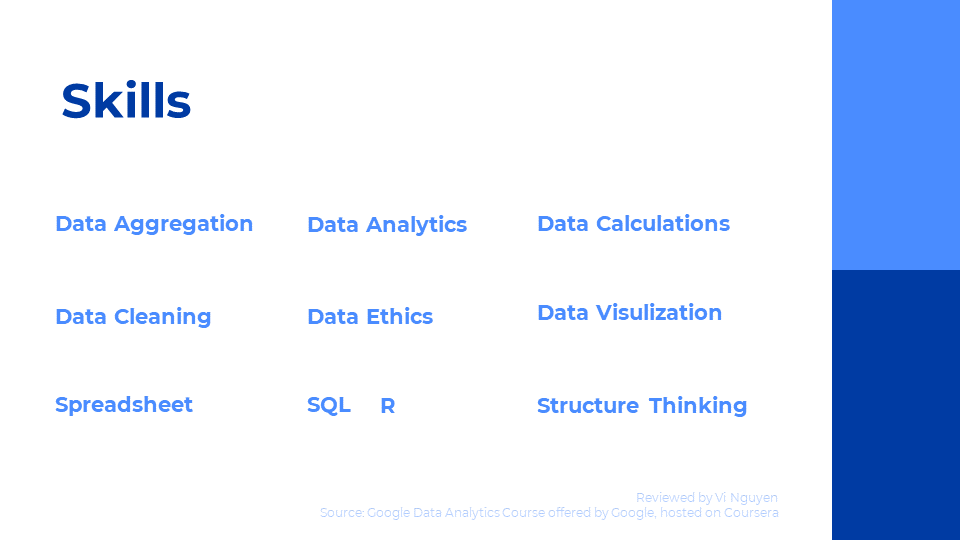 Skills
Data Aggregation Data Analytics Data Calculations
Data Cleaning Data Ethics Data Visulization
Spreadsheet SQL R Structure Thinking
Reviewed by Vi Nguyen
Source: Google Data Analytics Course offered by Google, hosted on Coursera